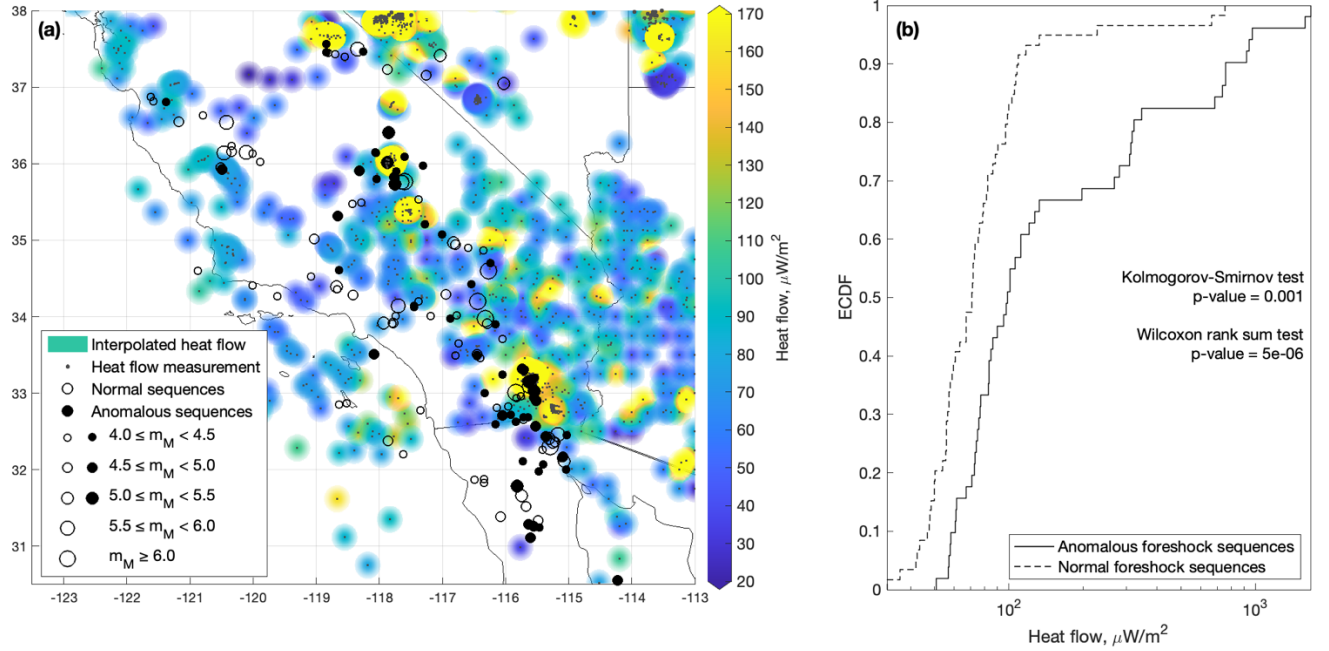 (a)
38
37
36
35
34
33
32
31
-123
-122
-121
-120
-119
-118
-117
-116
-115
-114
-113
Interpolated heat flow
Heat flow measurement
Normal sequences
Anomalous sequences
4.0 ≤ m_M < 4.5
4.5 ≤ m_M < 5.0
5.0 ≤ m_M < 5.5
5.5 ≤ m_M < 6.0
m_M ≥ 6.0
170
160
150
140
130
120
110
100
90
80
70
60
50
40
30
20
Heat flow, μW/m²
(b)
1
0.9
0.8
0.7
0.6
0.5
0.4
0.3
0.2
0.1
0
ECDF
Kolmogorov-Smirnov test
p-value = 0.001
Wilcoxon rank sum test
p-value = 5e-06
Anomalous foreshock sequences
Normal foreshock sequences
10²
10³
Heat flow, μW/m²